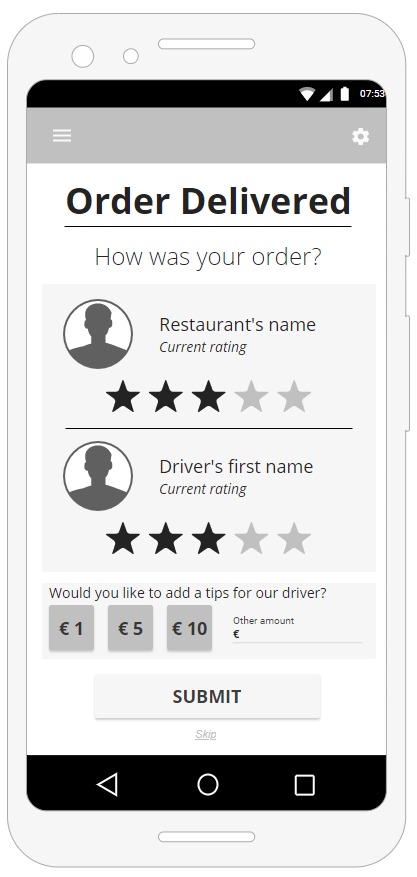 07:53
Order Delivered
How was your order?
Restaurant's name
Current rating
Driver's first name
Current rating
Would you like to add a tips for our driver?
€ 1 € 5 € 10 Other amount
€
SUBMIT
Skip